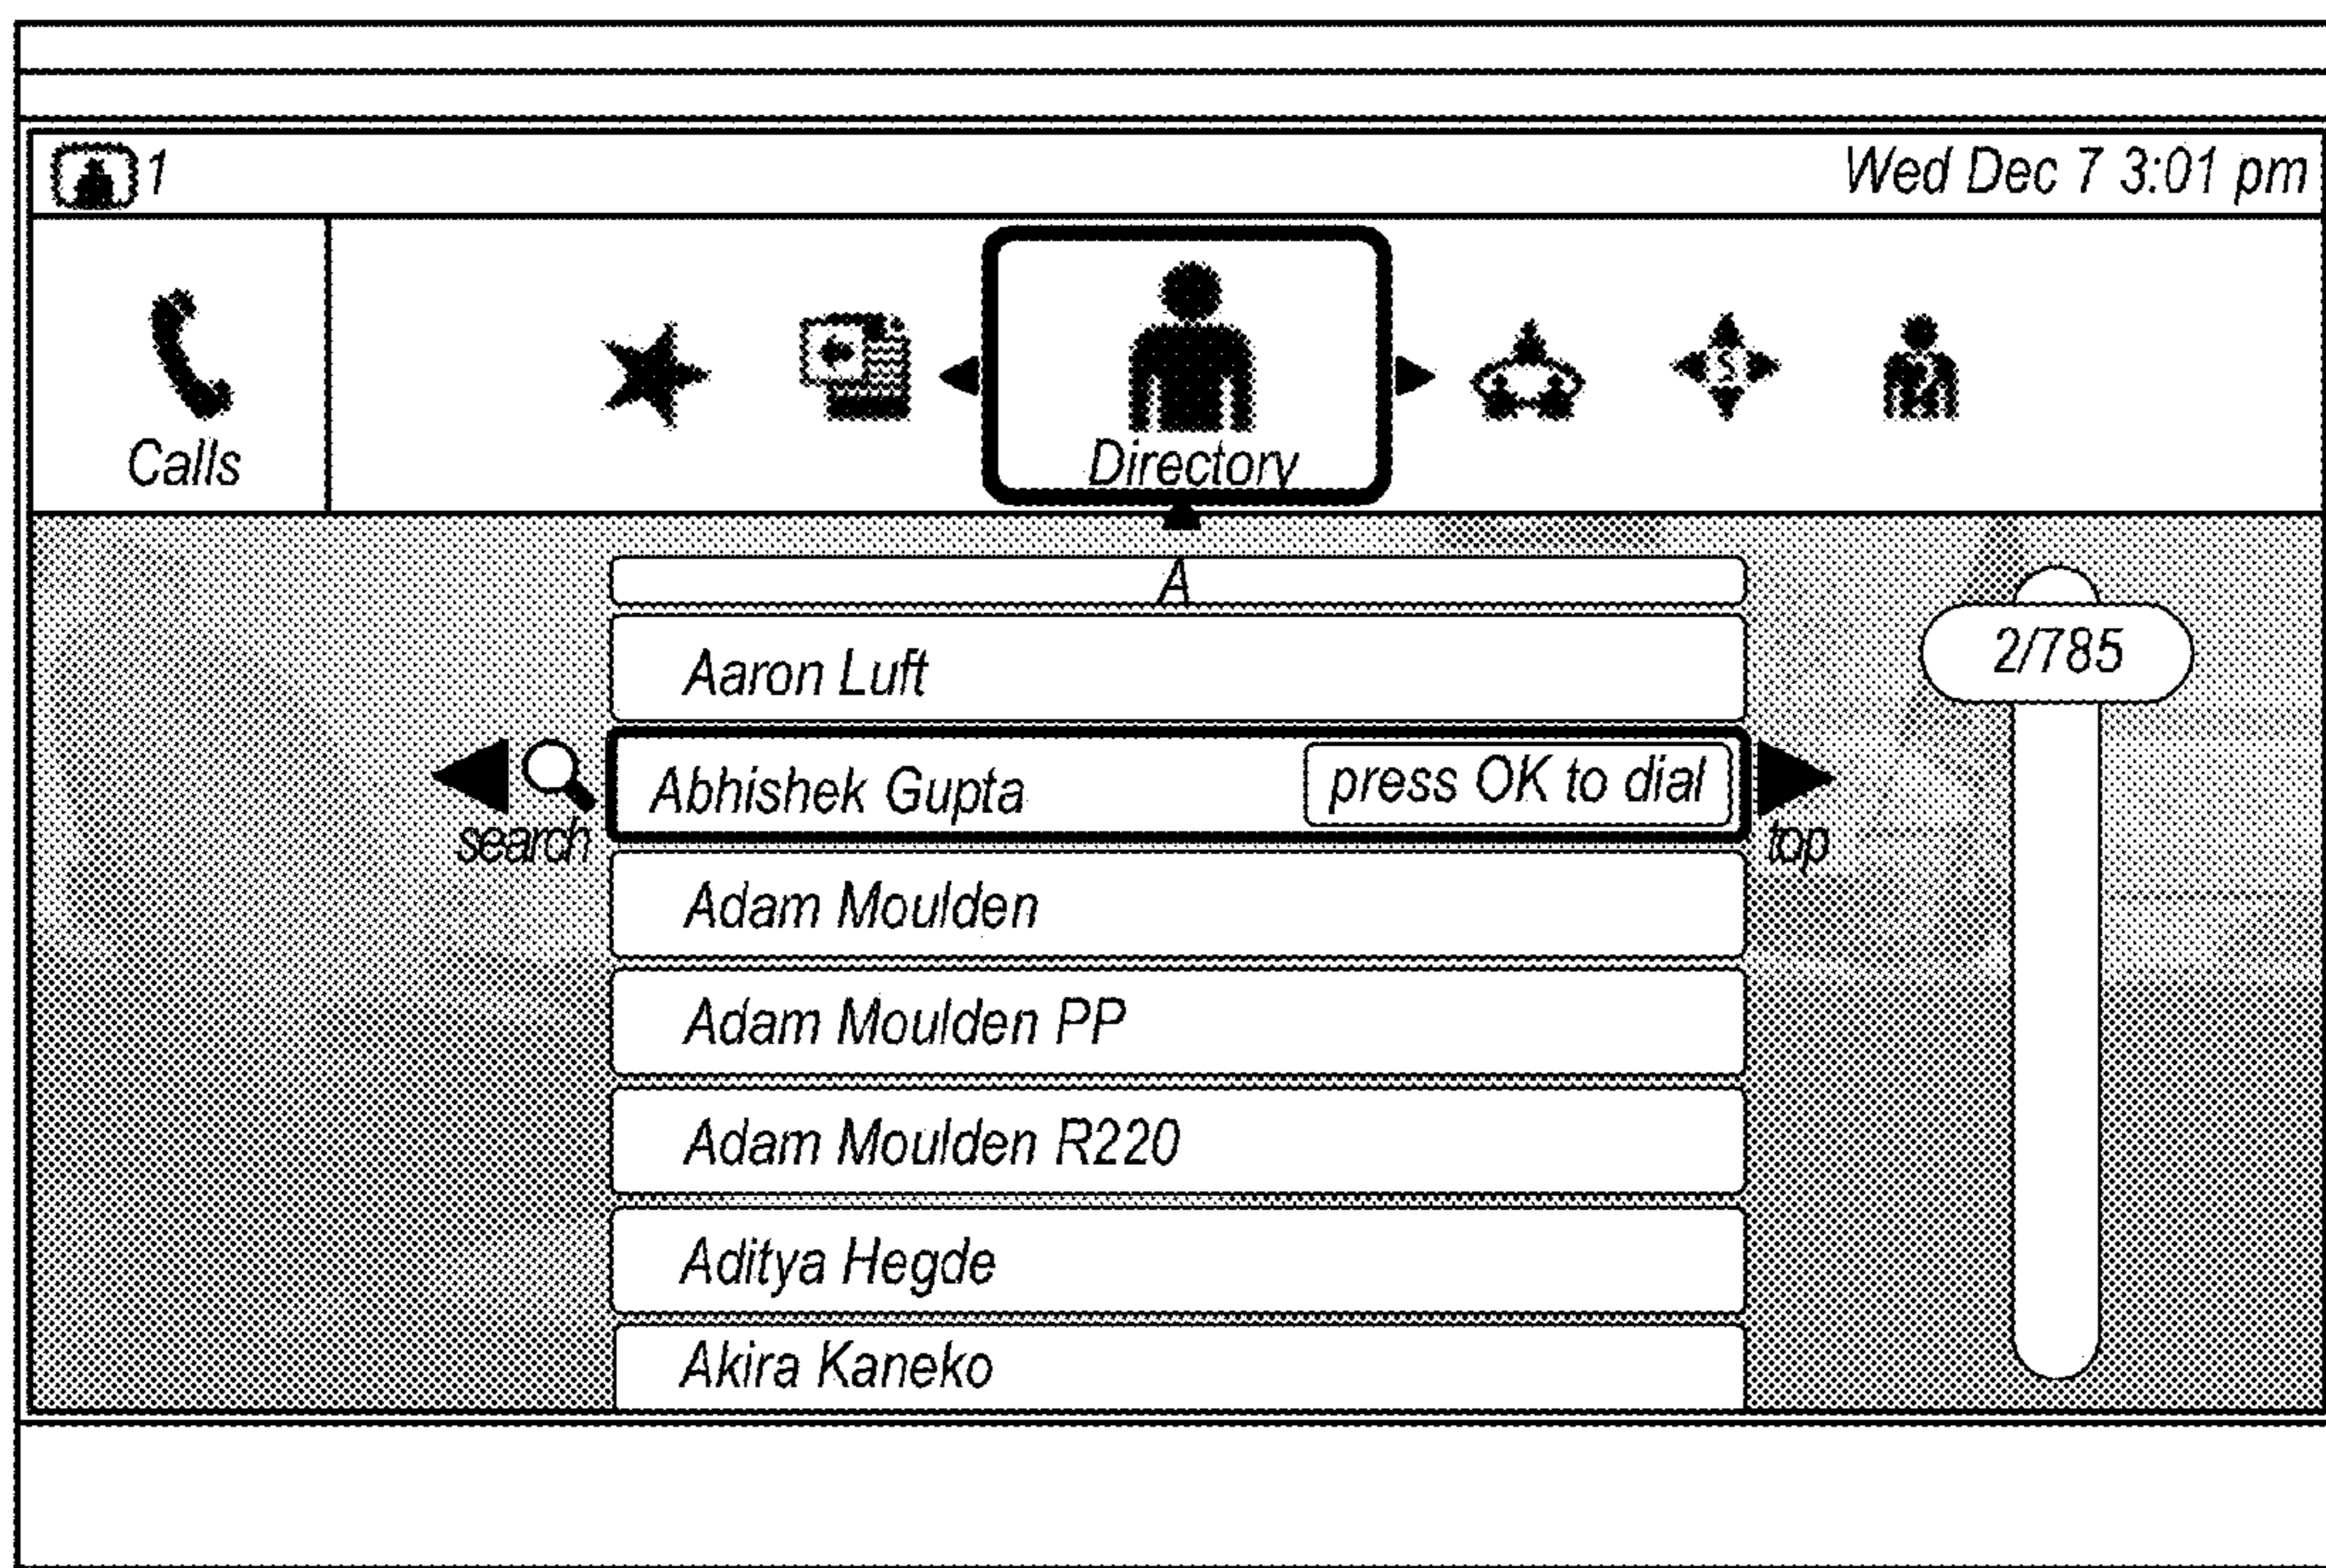 1
Wed Dec 7 3:01 pm
Calls
Directory
A
Aaron Luft
2/785
Abhishek Gupta
press OK to dial
search
top
Adam Moulden
Adam Moulden PP
Adam Moulden R220
Aditya Hegde
Akira Kaneko